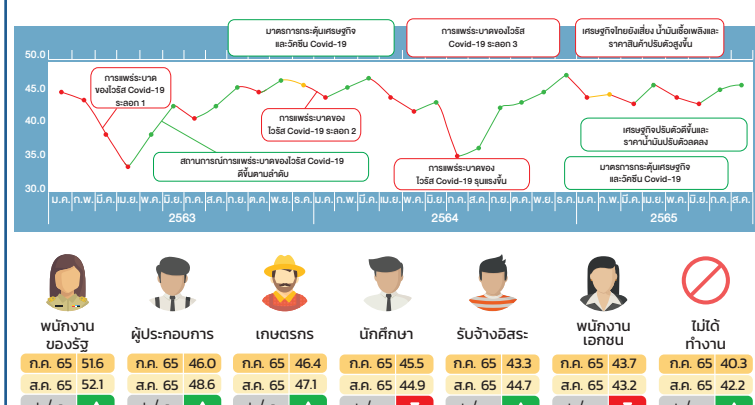 มาตรการกระตุ้นเศรษฐกิจ
และวัคซีน Covid-19
การแพร่ระบาดของไวรัส
Covid-19 ระลอก 3
เศรษฐกิจไทยยังเสี่ยง น้ำมันเชื้อเพลิงและ
ราคาสินค้าปรับตัวสูงขึ้น
50.0
45.0
40.0
35.0
30.0
การแพร่ระบาด
ของไวรัส Covid-19
ระลอก 1
การแพร่ระบาดของ
ไวรัส Covid-19 ระลอก 2
สถานการณ์การแพร่ระบาดของไวรัส Covid-19
ดีขึ้นตามลำดับ
การแพร่ระบาดของ
ไวรัส Covid-19 รุนแรงขึ้น
เศรษฐกิจปรับตัวดีขึ้นและ
ราคาน้ำมันปรับตัวลดลง
มาตรการกระตุ้นเศรษฐกิจ
และวัคซีน Covid-19
ม.ค. ก.พ. มี.ค. เม.ย. พ.ค. มิ.ย. ก.ค. ส.ค. ก.ย. ต.ค. พ.ย. ธ.ค. ม.ค. ก.พ. มี.ค. เม.ย. พ.ค. มิ.ย. ก.ค. ส.ค. ก.ย. ต.ค. พ.ย. ธ.ค. ม.ค. ก.พ. มี.ค. เม.ย. พ.ค. มิ.ย. ก.ค. ส.ค.
2563 2564 2565
พนักงาน
ของรัฐ
ผู้ประกอบการ
เกษตรกร
นักศึกษา
รับจ้างอิสระ
พนักงาน
เอกชน
ไม่ได้
ทำงาน
ก.ค. 65 51.6 ก.ค. 65 46.0 ก.ค. 65 46.4 ก.ค. 65 45.5 ก.ค. 65 43.3 ก.ค. 65 43.7 ก.ค. 65 40.3
ส.ค. 65 52.1 ส.ค. 65 48.6 ส.ค. 65 47.1 ส.ค. 65 44.9 ส.ค. 65 44.7 ส.ค. 65 43.2 ส.ค. 65 42.2